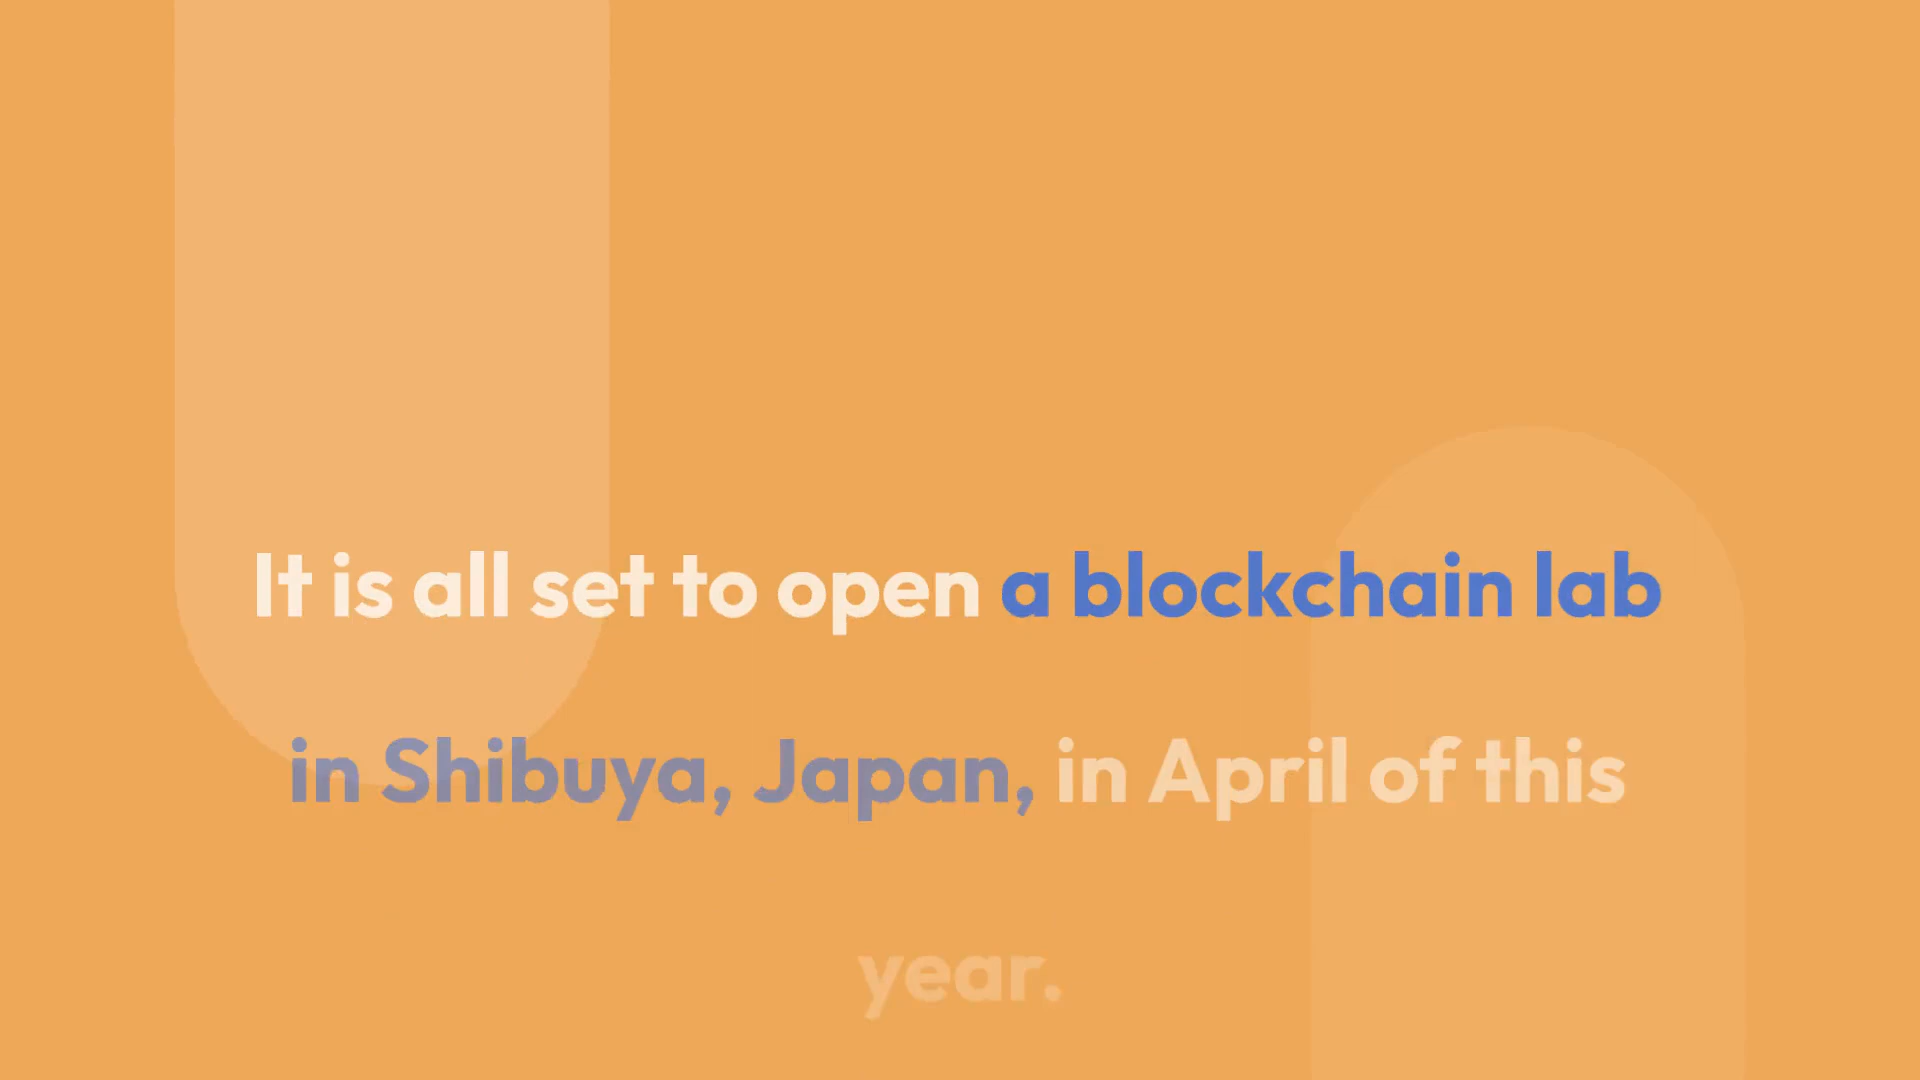 It is all set to open a blockchain lab
in Shibuya, Japan, in April of this
year.